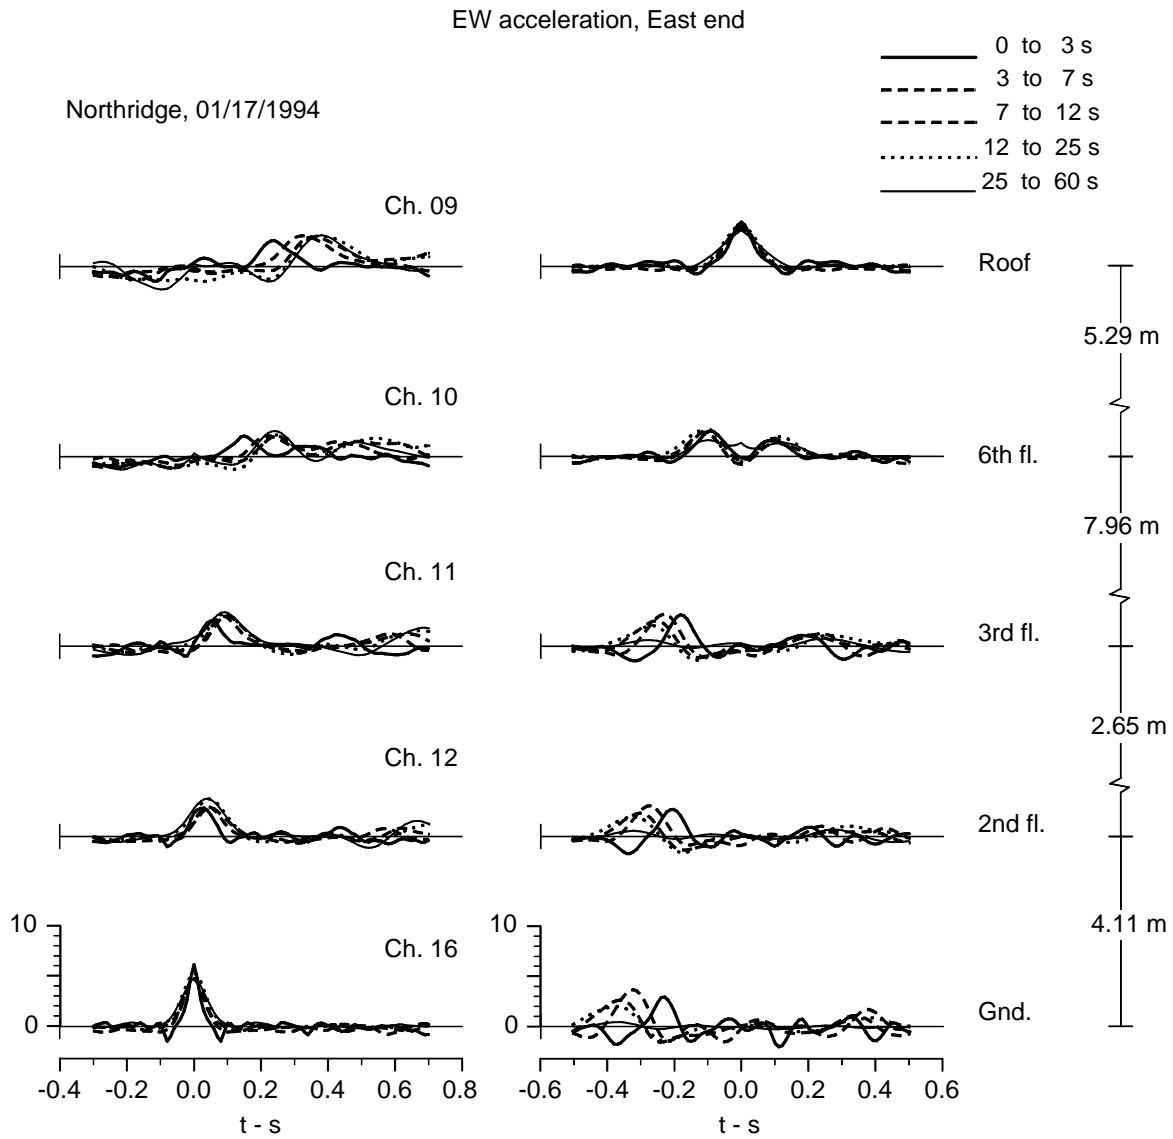 EW acceleration, East end
0 to 3 s
3 to 7 s
Northridge, 01/17/1994
7 to 12 s
12 to 25 s
25 to 60 s
Ch. 09
Roof
5.29 m
Ch. 10
6th fl.
7.96 m
Ch. 11
3rd fl.
2.65 m
Ch. 12
2nd fl.
10 10 4.11 m
Ch. 16
Gnd.
0 0
-0.4 -0.2 0.0 0.2 0.4 0.6 0.8 -0.6 -0.4 -0.2 0.0 0.2 0.4 0.6
t - s t - s